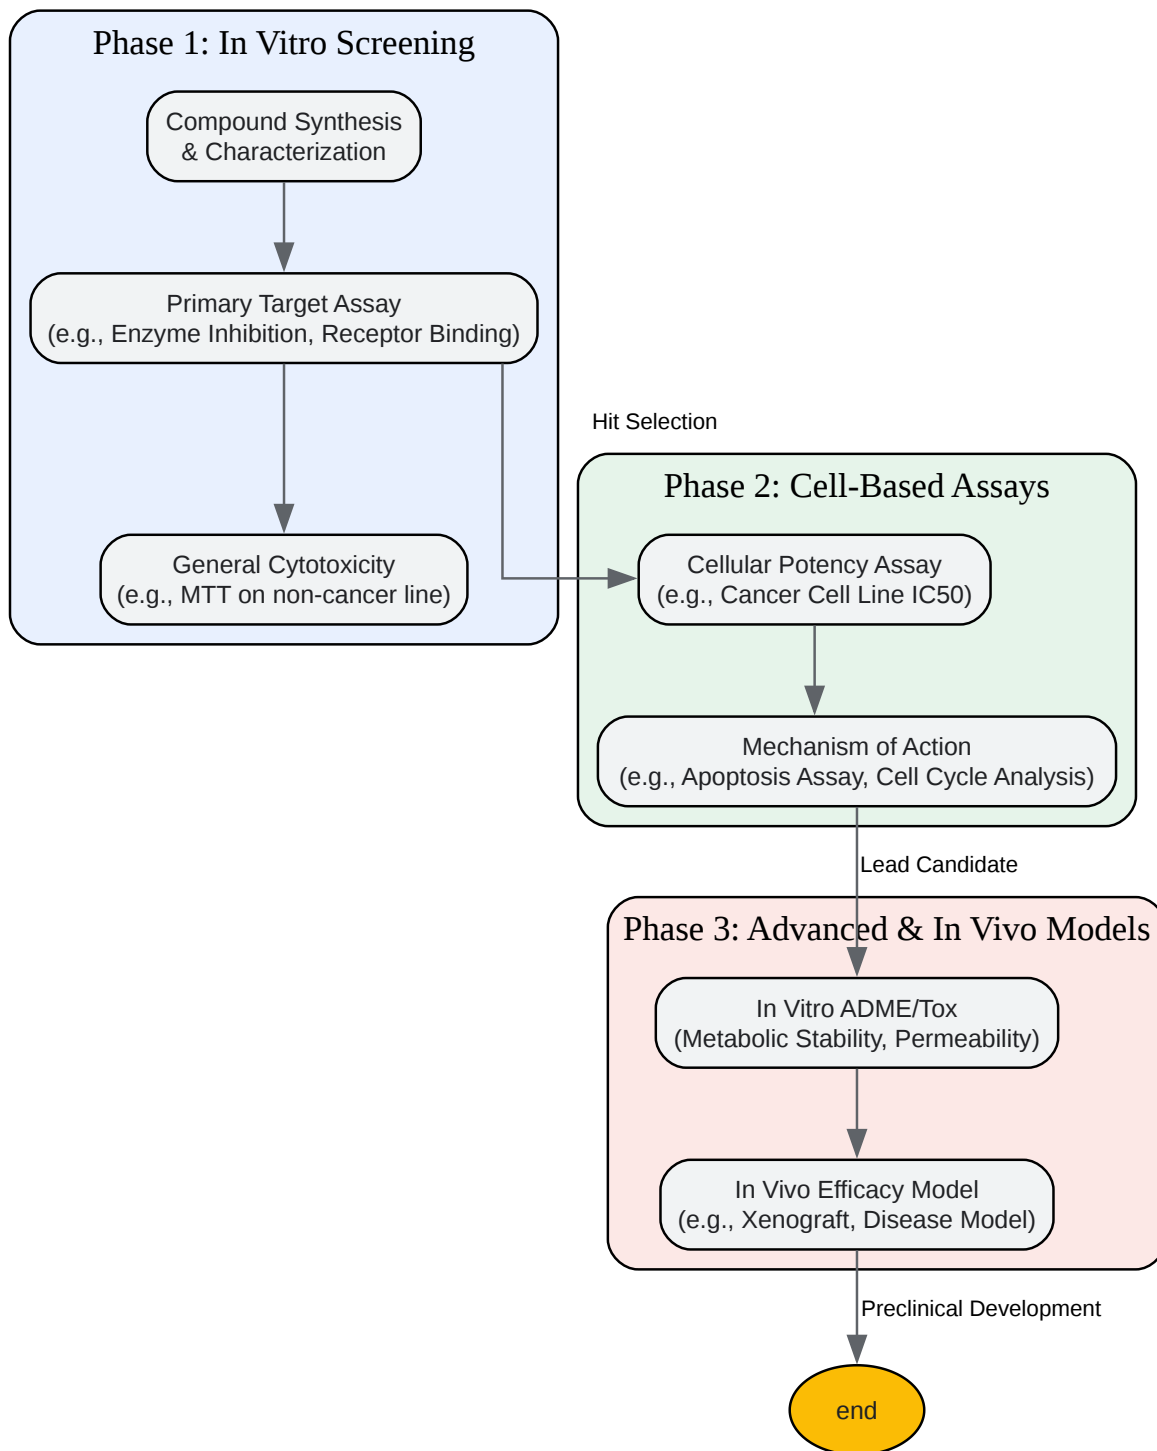 Phase 1: In Vitro Screening
Compound Synthesis
& Characterization
Primary Target Assay
(e.g., Enzyme Inhibition, Receptor Binding)
General Cytotoxicity
(e.g., MTT on non-cancer line)
Hit Selection
Phase 2: Cell-Based Assays
Cellular Potency Assay
(e.g., Cancer Cell Line IC50)
Mechanism of Action
(e.g., Apoptosis Assay, Cell Cycle Analysis)
Lead Candidate
Phase 3: Advanced & In Vivo Models
In Vitro ADME/Tox
(Metabolic Stability, Permeability)
In Vivo Efficacy Model
(e.g., Xenograft, Disease Model)
Preclinical Development
end